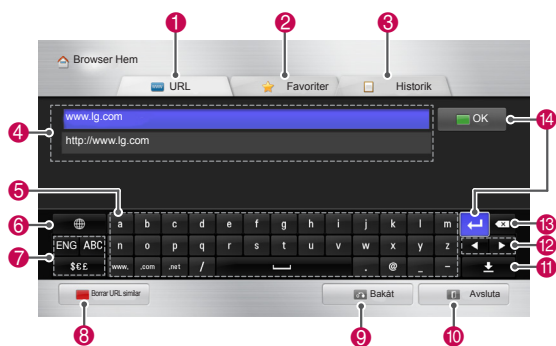 1 2 3
Browser Hem
URL Favoriter Historik
4 www.lg.com OK 14
http://www.lg.com
5
6 a b c d e f g h i j k l m 13
7 ENG ABC n o p q r s t u v w x y z 12
$€£ www. .com .net / . @ _ - 11
Borrar URL similar Bakåt Avsluta
8 9 10